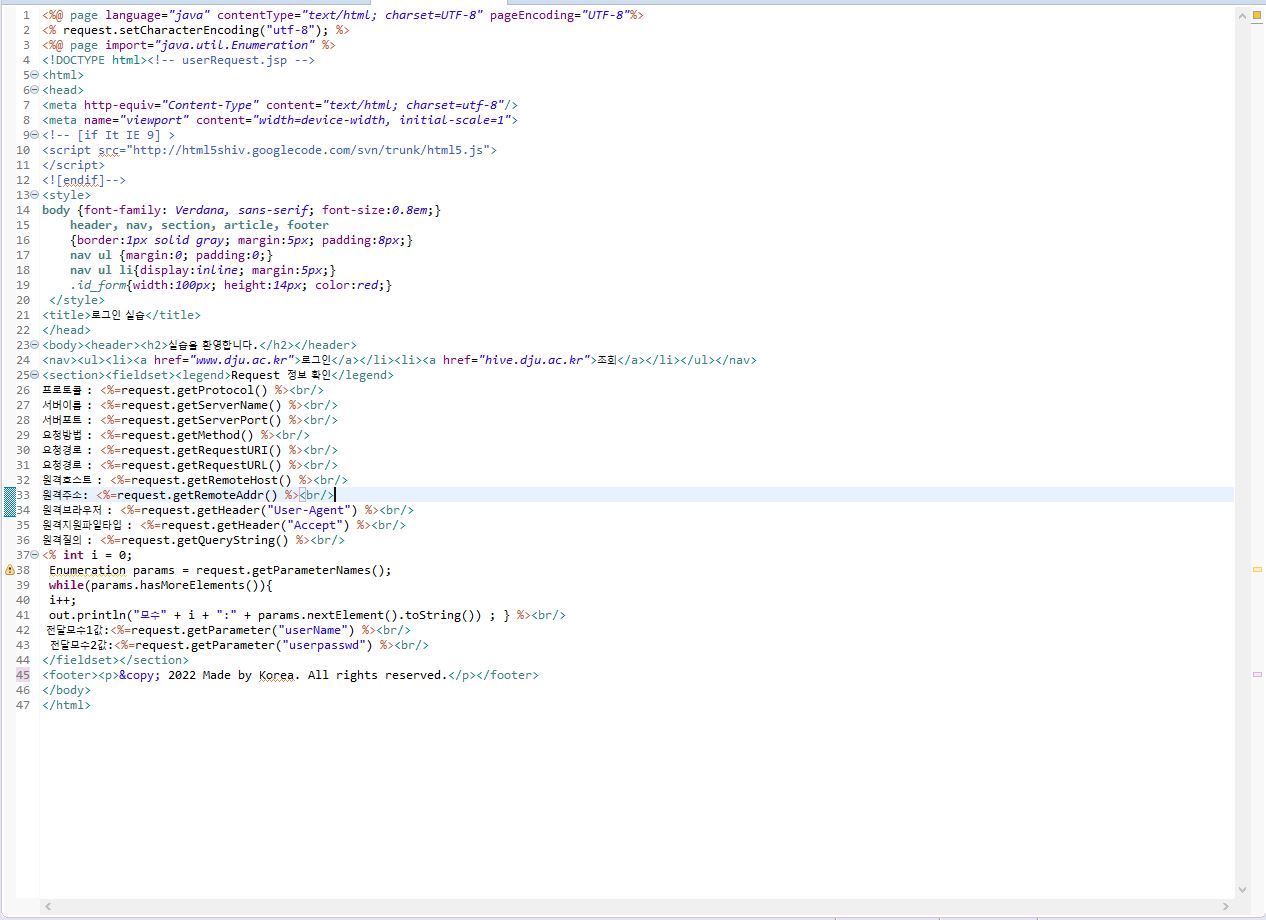 1 <%@ page language="java" contentType="text/html; charset=UTF-8" pageEncoding="UTF-8"%>
2 <% request.setCharacterEncoding("utf-8"); %>
3 <%@ page import="java.util.Enumeration" %>
4 <!DOCTYPE html><!-- userRequest.jsp -->
5 <html>
6 <head>
7 <meta http-equiv="Content-Type" content="text/html; charset=utf-8"/>
8 <meta name="viewport" content="width=device-width, initial-scale=1">
9 <!-- [if It IE 9] >
10 <script src="http://html5shiv.googlecode.com/svn/trunk/html5.js">
11 </script>
12 <![endif]-->
13 <style>
14 body {font-family: Verdana, sans-serif; font-size:0.8em;}
15 header, nav, section, article, footer
16 {border:1px solid gray; margin:5px; padding:8px;}
17 nav ul {margin:0; padding:0;}
18 nav ul li{display:inline; margin:5px;}
19 .id_form{width:100px; height:14px; color:red;}
20 </style>
21 <title>로그인 실습</title>
22 </head>
23 <body><header><h2>실습을 환영합니다.</h2></header>
24 <nav><ul><li><a href="www.dju.ac.kr">로그인</a></li><li><a href="hive.dju.ac.kr">조회</a></li></ul></nav>
25 <section><fieldset><legend>Request 정보 확인</legend>
26 프로토콜 : <%=request.getProtocol() %><br/>
27 서버이름 : <%=request.getServerName() %><br/>
28 서버포트 : <%=request.getServerPort() %><br/>
29 요청방법 : <%=request.getMethod() %><br/>
30 요청경로 : <%=request.getRequestURI() %><br/>
31 요청경로 : <%=request.getRequestURL() %><br/>
32 원격호스트 : <%=request.getRemoteHost() %><br/>
33 원격주소: <%=request.getRemoteAddr() %><br/>
34 원격브라우저 : <%=request.getHeader("User-Agent") %><br/>
35 원격지원파일타입 : <%=request.getHeader("Accept") %><br/>
36 원격질의 : <%=request.getQueryString() %><br/>
37 <% int i = 0;
38 Enumeration params = request.getParameterNames();
39 while(params.hasMoreElements()){
40 i++;
41 out.println("모수" + i + ":" + params.nextElement().toString()) ; } %><br/>
42 전달모수1값:<%=request.getParameter("userName") %><br/>
43 전달모수2값:<%=request.getParameter("userpasswd") %><br/>
44 </fieldset></section>
45 <footer><p>&copy; 2022 Made by Korea. All rights reserved.</p></footer>
46 </body>
47 </html>